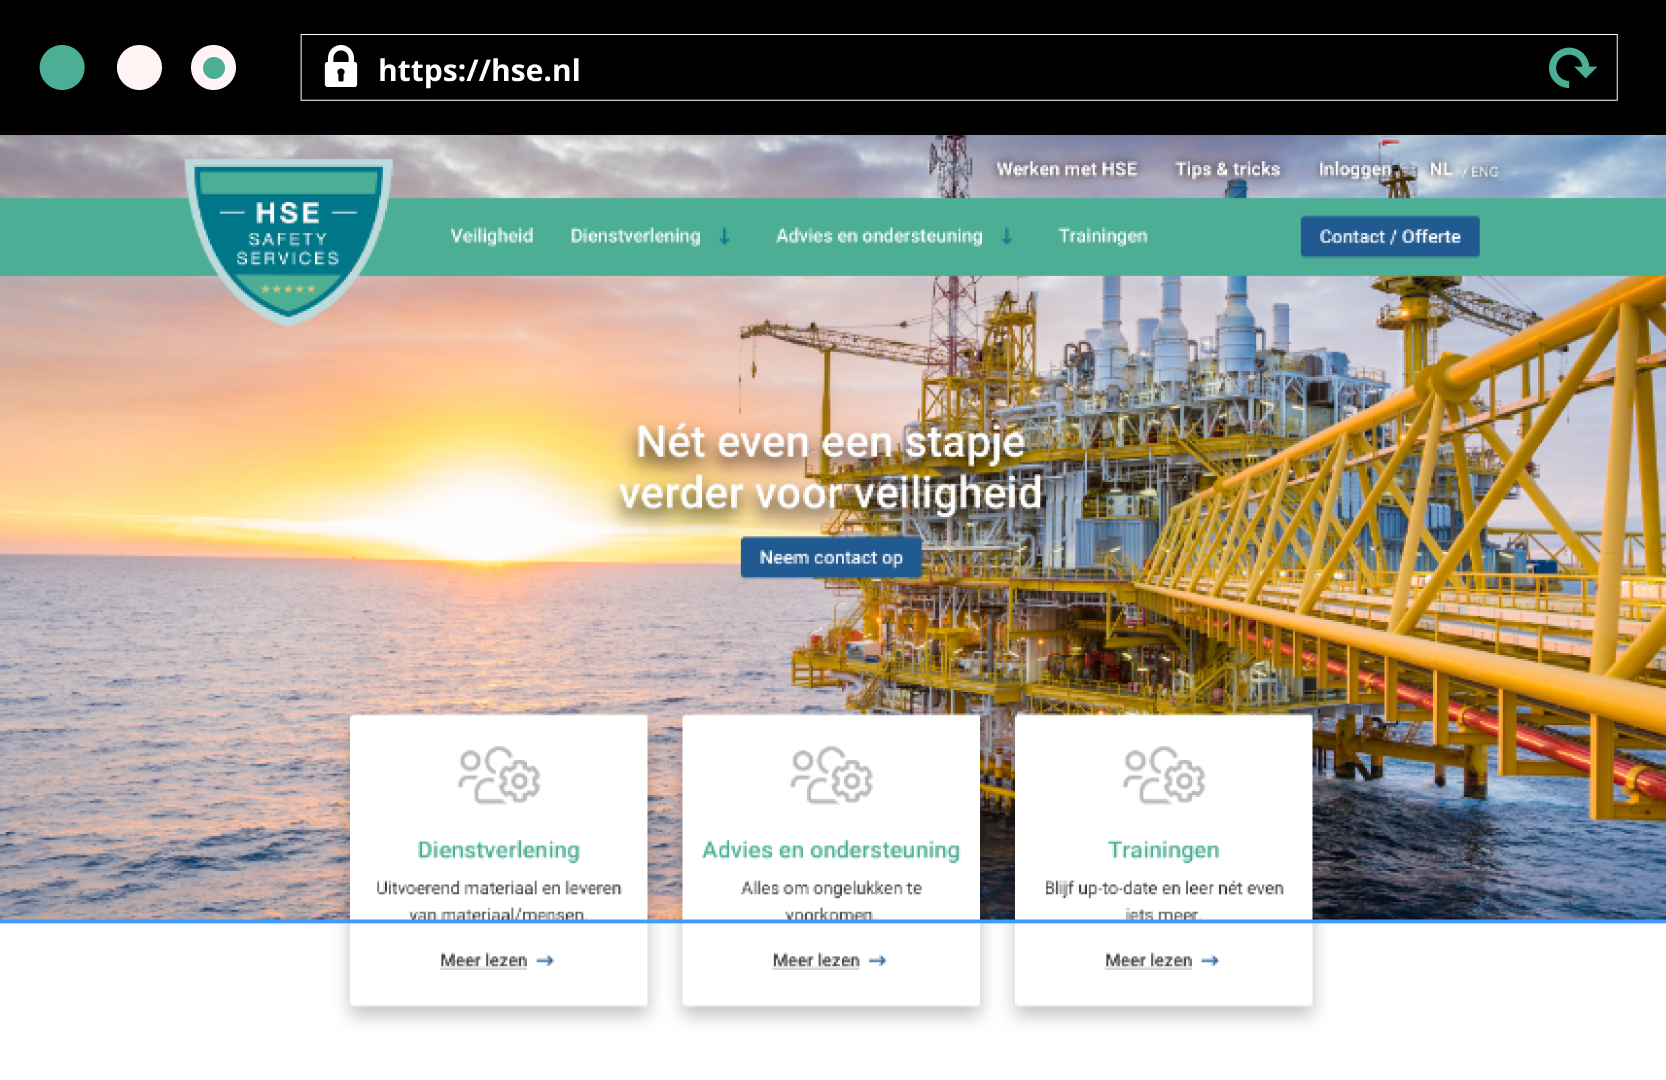 https://hse.nl
Werken met HSE Tips & tricks Inloggen NL / ENG
HSE
SAFETY
SERVICES
Veiligheid Dienstverlening Advies en ondersteuning Trainingen Contact / Offerte
Nét even een stapje
verder voor veiligheid
Neem contact op
Dienstverlening
Uitvoerend materiaal en leveren
van materiaal/mensen.
Meer lezen
Advies en ondersteuning
Alles om ongelukken te
voorkomen.
Meer lezen
Trainingen
Blijf up-to-date en leer nét even
iets meer.
Meer lezen